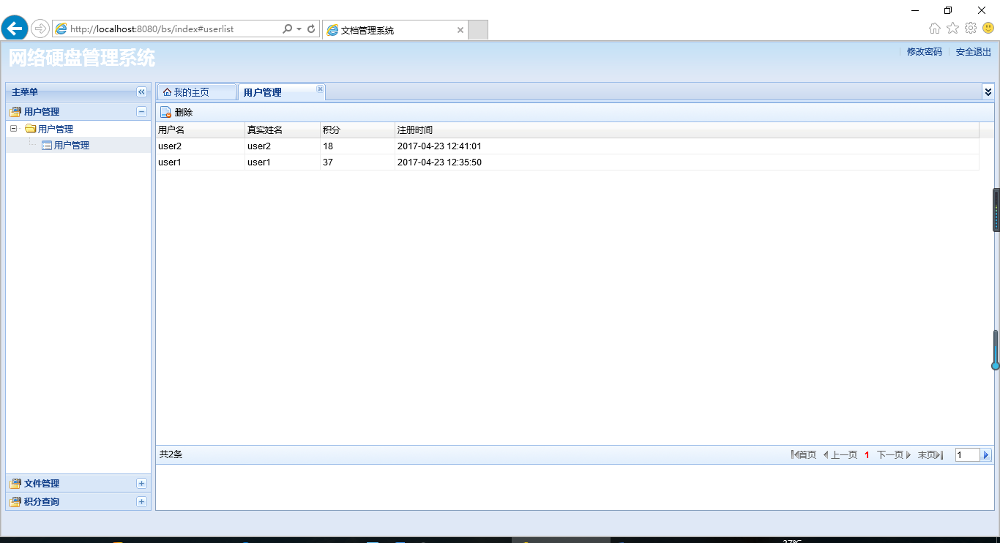 http://localhost:8080/bs/index#userlist
文档管理系统
网络硬盘管理系统
修改密码 安全退出
主菜单
我的主页 用户管理
用户管理
删除
用户管理
用户管理
用户名 真实姓名 积分 注册时间
user2 user2 18 2017-04-23 12:41:01
user1 user1 37 2017-04-23 12:35:50
共2条
首页 上一页 1 下一页 末页 1
文件管理
积分查询